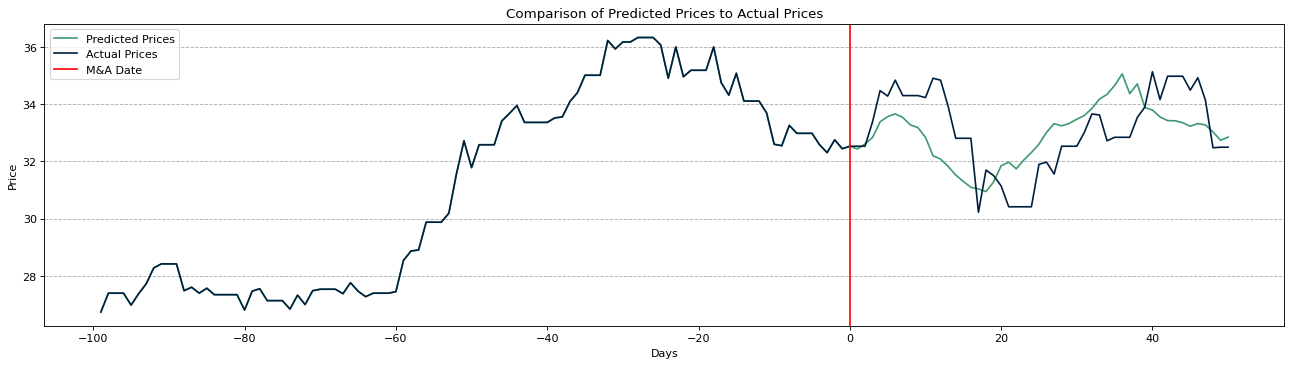 Comparison of Predicted Prices to Actual Prices
Predicted Prices
Actual Prices
M&A Date
Price
36
34
32
30
28
−100
−80
−60
−40
−20
0
20
40
Days